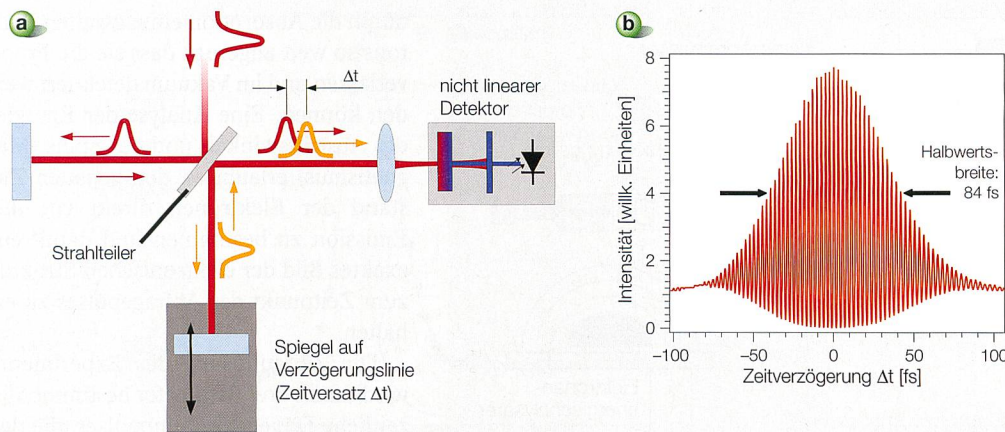 a
Δt
nicht linearer
Detektor
Strahlteiler
Spiegel auf
Verzögerungslinie
(Zeitversatz Δt)
b
Intensität [willk. Einheiten]
8
6
4
2
0
Halbwerts-
breite:
84 fs
−100
−50
0
50
100
Zeitverzögerung Δt [fs]